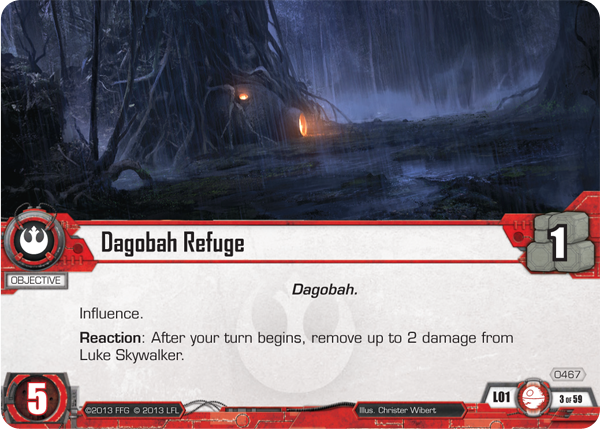 Dagobah Refuge
1
OBJECTIVE
Dagobah.
Influence.
Reaction: After your turn begins, remove up to 2 damage from
Luke Skywalker.
0467
5
©2013 FFG © 2013 LFL
Illus. Christer Wibert
L01
3 OF 59